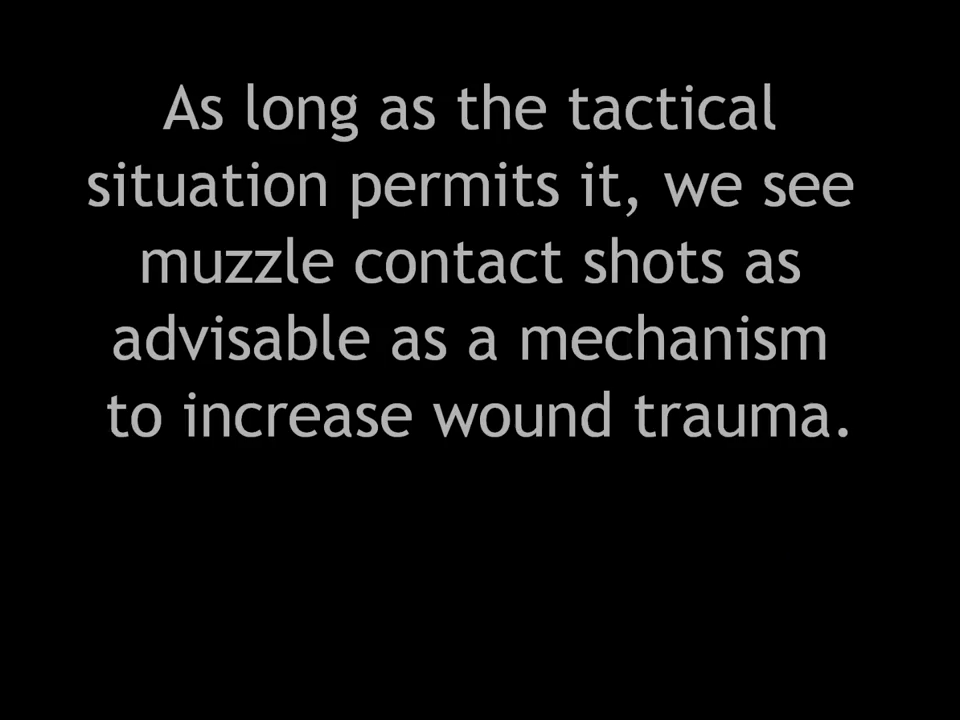 As long as the tactical
situation permits it, we see
muzzle contact shots as
advisable as a mechanism
to increase wound trauma.